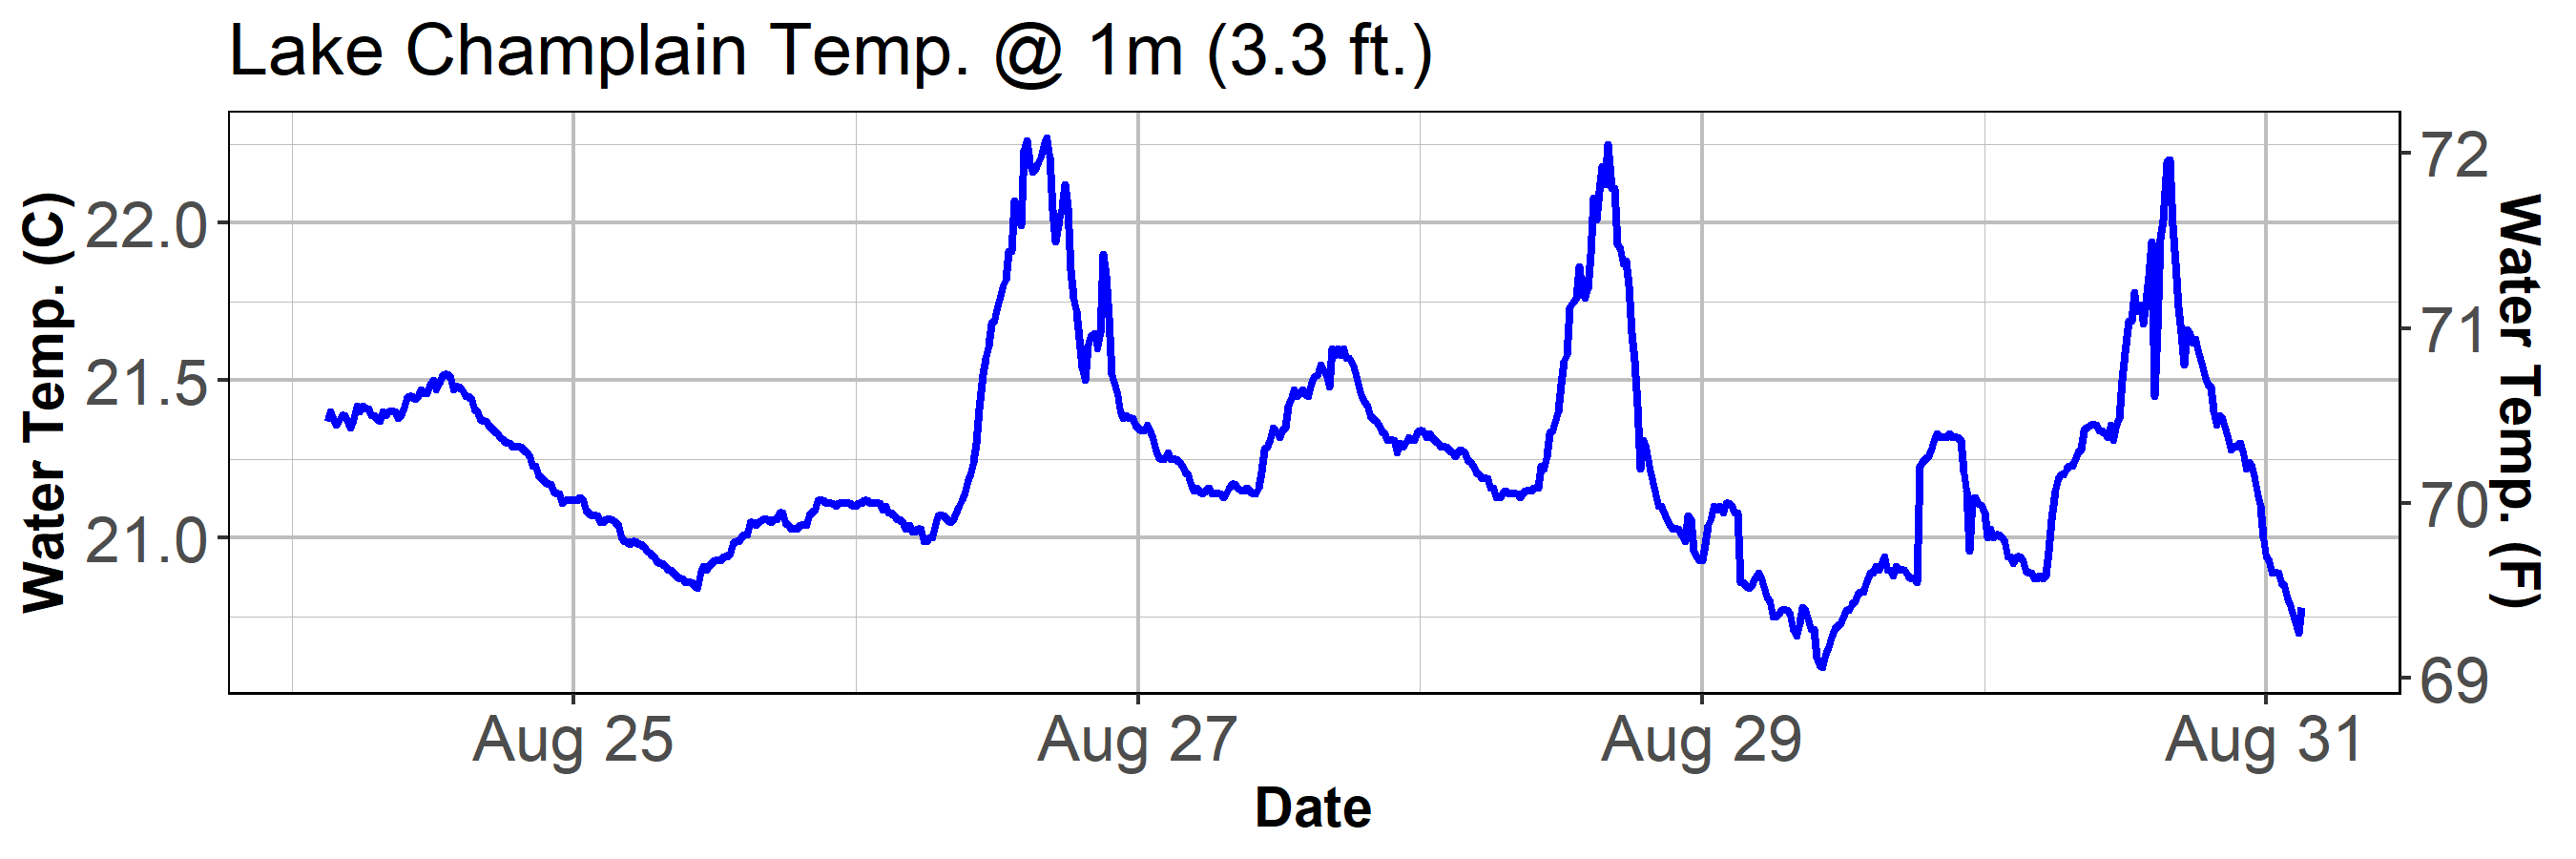 Lake Champlain Temp. @ 1m (3.3 ft.)
Water Temp. (C)
22.0
21.5
21.0
72
71
70
69
Water Temp. (F)
Aug 25 Aug 27 Aug 29 Aug 31
Date